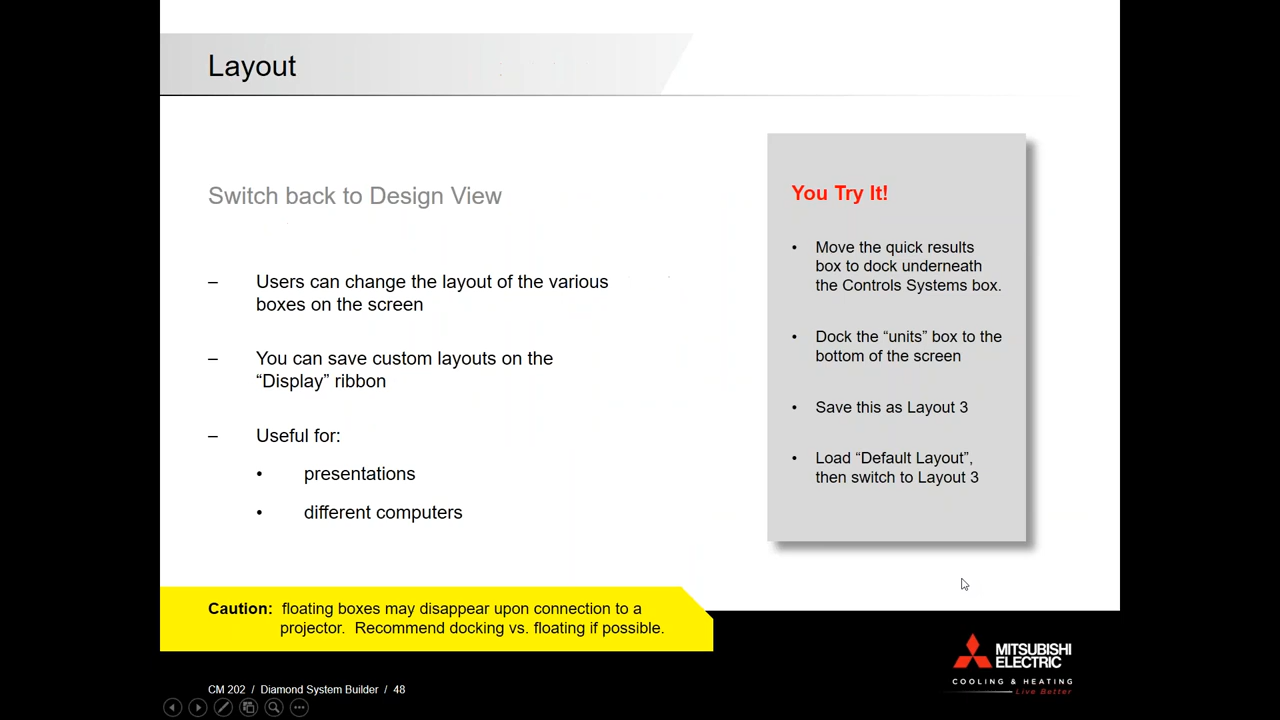 Layout
Switch back to Design View
– Users can change the layout of the various
boxes on the screen
– You can save custom layouts on the
“Display” ribbon
– Useful for:
• presentations
• different computers
You Try It!
• Move the quick results
box to dock underneath
the Controls Systems box.
• Dock the “units” box to the
bottom of the screen
• Save this as Layout 3
• Load “Default Layout”,
then switch to Layout 3
Caution: floating boxes may disappear upon connection to a
projector. Recommend docking vs. floating if possible.
CM 202 / Diamond System Builder / 48
MITSUBISHI
ELECTRIC
COOLING & HEATING
Live Better